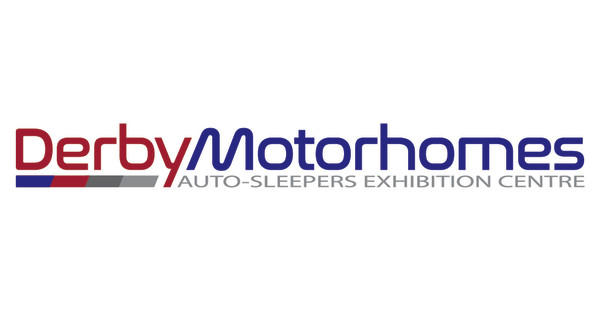 DerbyMotorhomes
AUTO-SLEEPERS EXHIBITION CENTRE